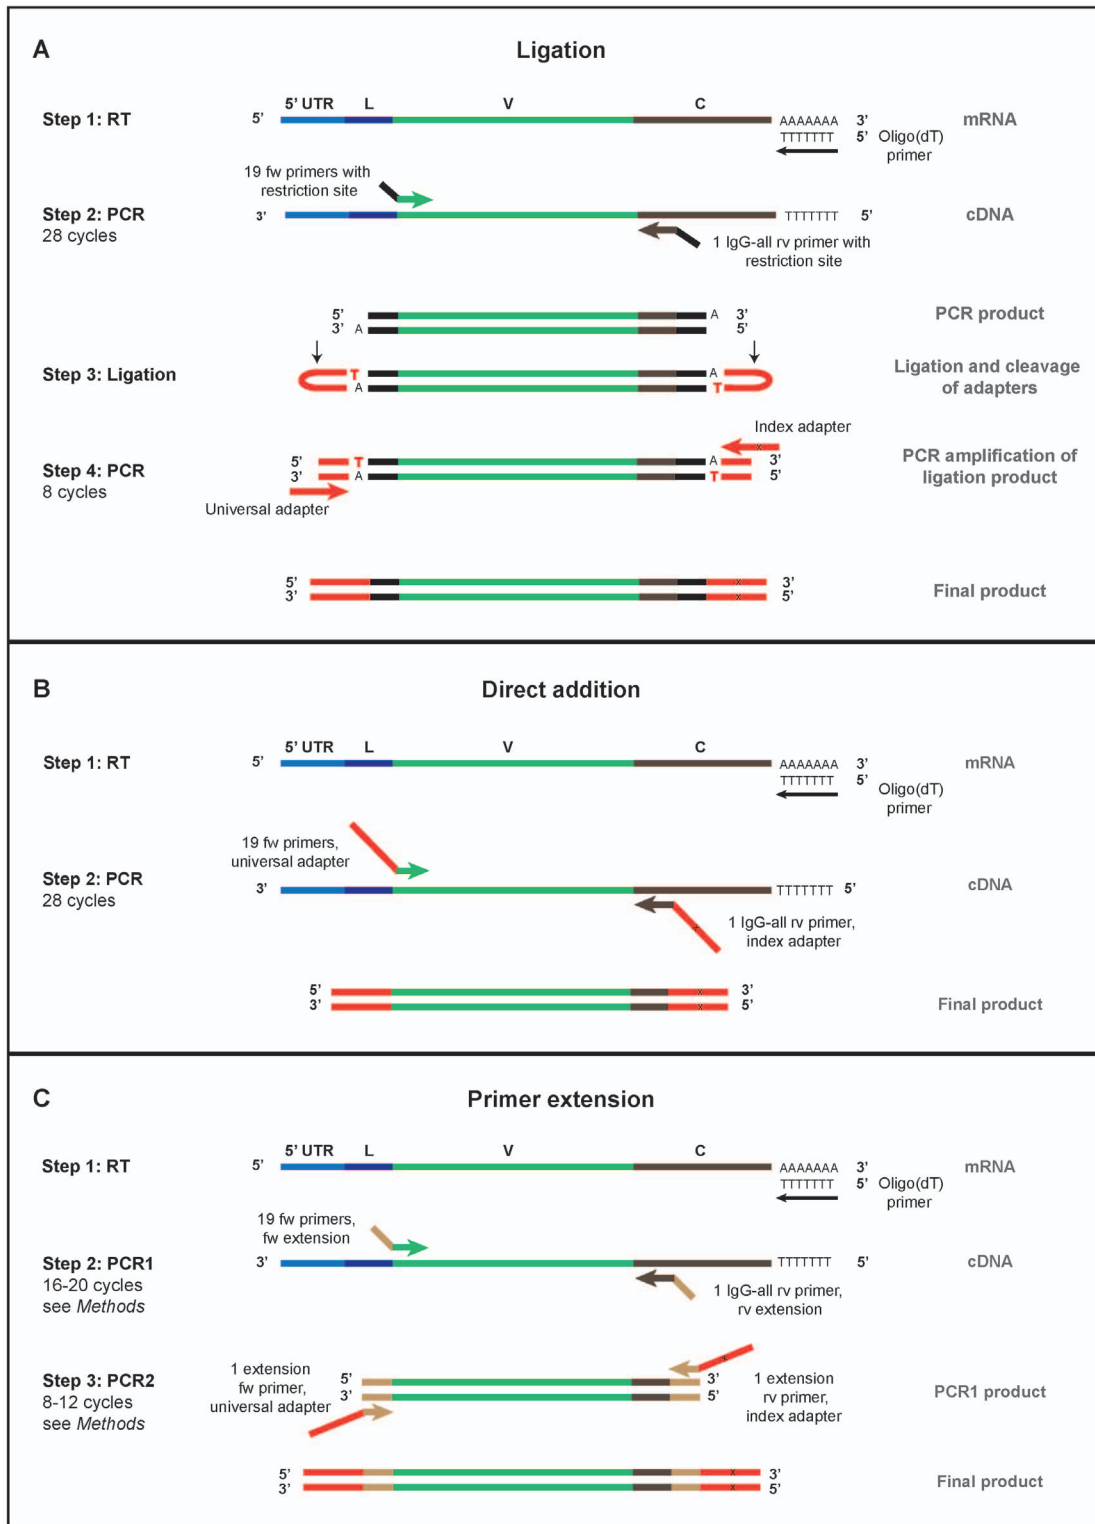 A
Ligation
5' UTR L V C
Step 1: RT
5'
AAAAAAA 3'
TTTTTTT 5'
Oligo(dT)
primer
mRNA
19 fw primers with
restriction site
Step 2: PCR
28 cycles
3'
TTTTTTT 5'
cDNA
1 IgG-all rv primer with
restriction site
5' A 3'
3' A 5'
PCR product
Step 3: Ligation
T A
A T
Ligation and cleavage
of adapters
Index adapter
Step 4: PCR
8 cycles
5' T A 3'
3' A T 5'
x
PCR amplification of
ligation product
Universal adapter
5' x 3'
3' x 5'
Final product
B
Direct addition
5' UTR L V C
Step 1: RT
5'
AAAAAAA 3'
TTTTTTT 5'
Oligo(dT)
primer
mRNA
19 fw primers,
universal adapter
Step 2: PCR
28 cycles
3'
TTTTTTT 5'
cDNA
x
1 IgG-all rv primer,
index adapter
5' x 3'
3' x 5'
Final product
C
Primer extension
5' UTR L V C
Step 1: RT
5'
AAAAAAA 3'
TTTTTTT 5'
Oligo(dT)
primer
mRNA
19 fw primers,
fw extension
Step 2: PCR1
16-20 cycles
see Methods
3'
TTTTTTT 5'
cDNA
1 IgG-all rv primer,
rv extension
Step 3: PCR2
8-12 cycles
see Methods
1 extension
fw primer,
universal adapter
5' 3'
3' 5'
x
1 extension
rv primer,
index adapter
PCR1 product
5' x 3'
3' x 5'
Final product